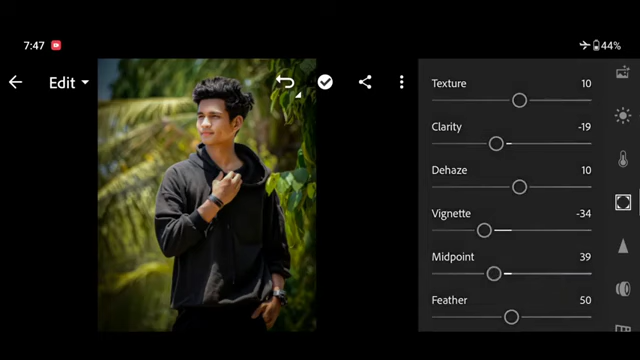 7:47
44%
Edit
Texture 10
Clarity -19
Dehaze 10
Vignette -34
Midpoint 39
Feather 50